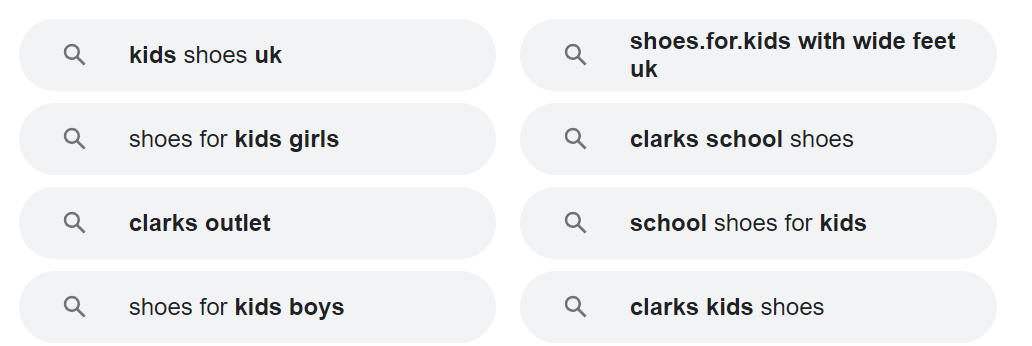 kids shoes uk
shoes.for.kids with wide feet
uk
shoes for kids girls
clarks school shoes
clarks outlet
school shoes for kids
shoes for kids boys
clarks kids shoes